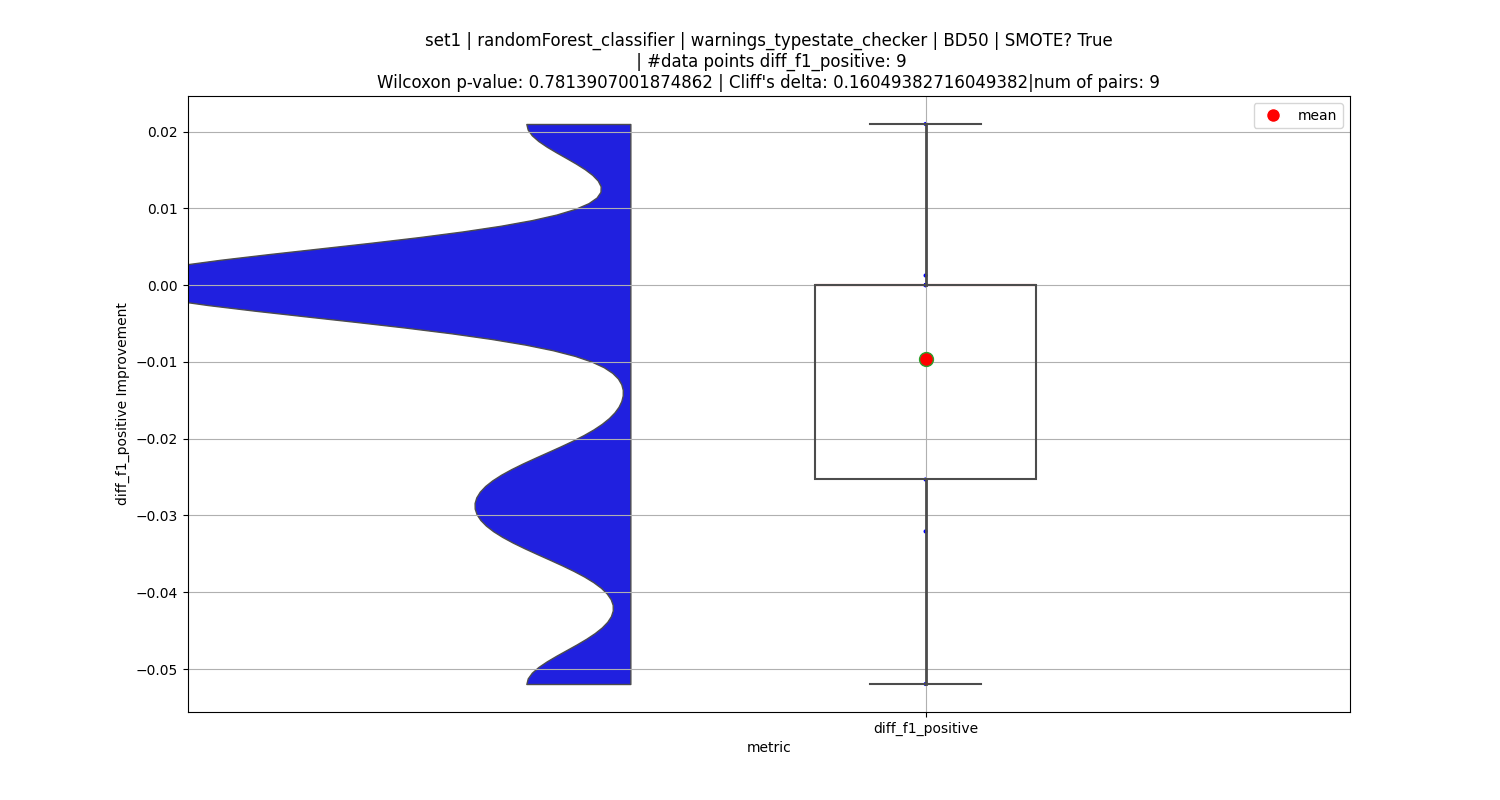 set1 | randomForest_classifier | warnings_typestate_checker | BD50 | SMOTE? True
| #data points diff_f1_positive: 9
Wilcoxon p-value: 0.7813907001874862 | Cliff's delta: 0.16049382716049382|num of pairs: 9
mean
0.02
0.01
0.00
−0.01
−0.02
−0.03
−0.04
−0.05
diff_f1_positive Improvement
diff_f1_positive
metric